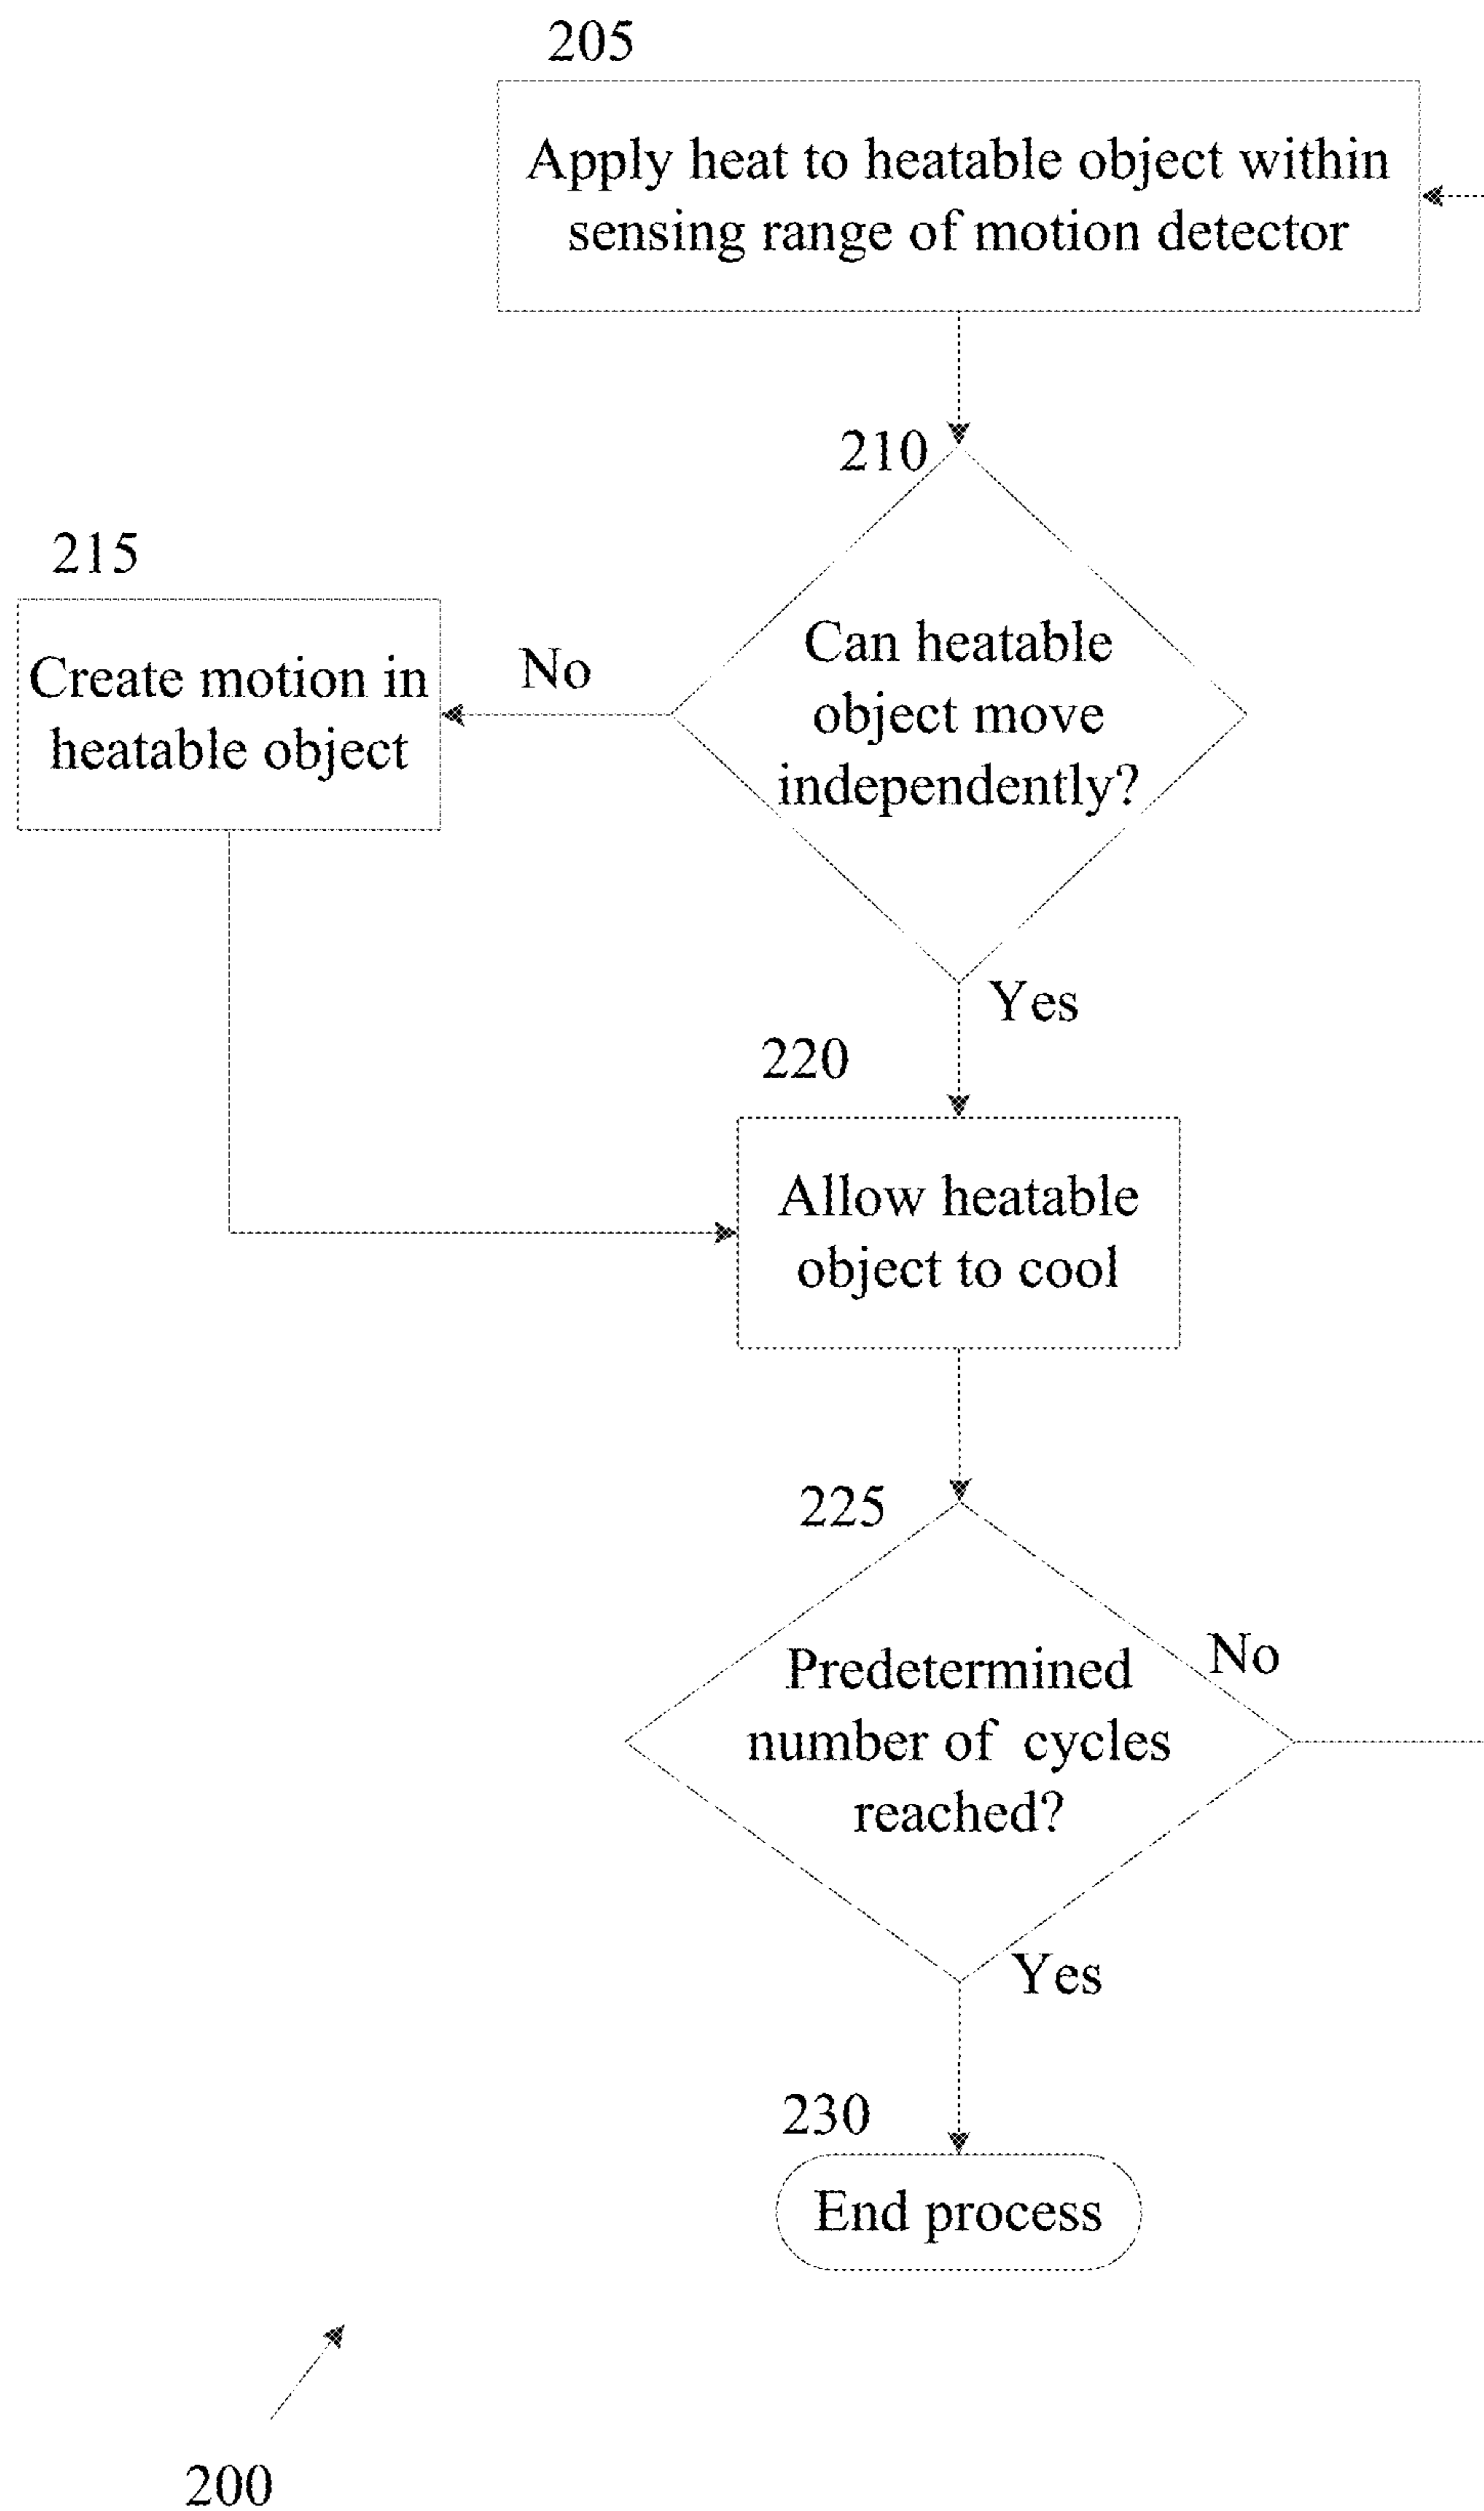 205
Apply heat to heatable object within
sensing range of motion detector
210
215
Can heatable
object move
independently?
No
Create motion in
heatable object
Yes
220
Allow heatable
object to cool
225
Predetermined
number of cycles
reached?
No
Yes
230
End process
200